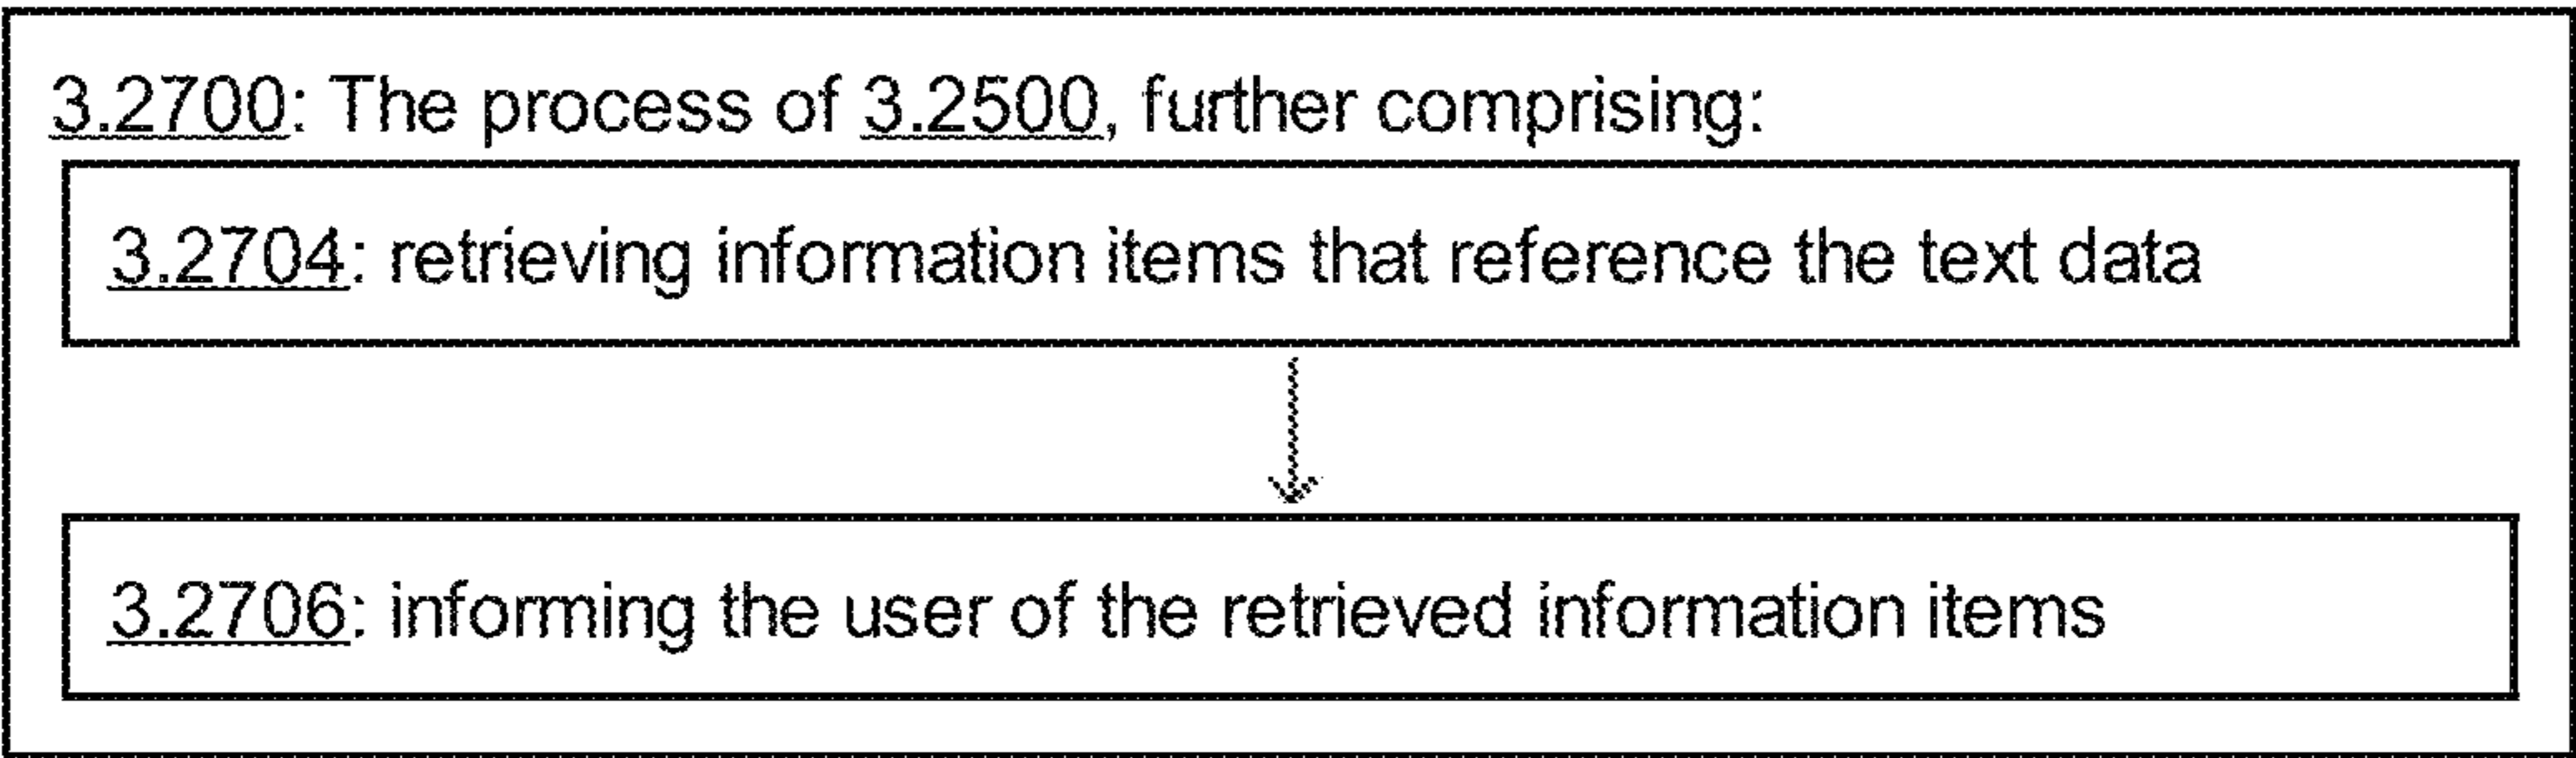 3.2700: The process of 3.2500, further comprising:
3.2704: retrieving information items that reference the text data
3.2706: informing the user of the retrieved information items